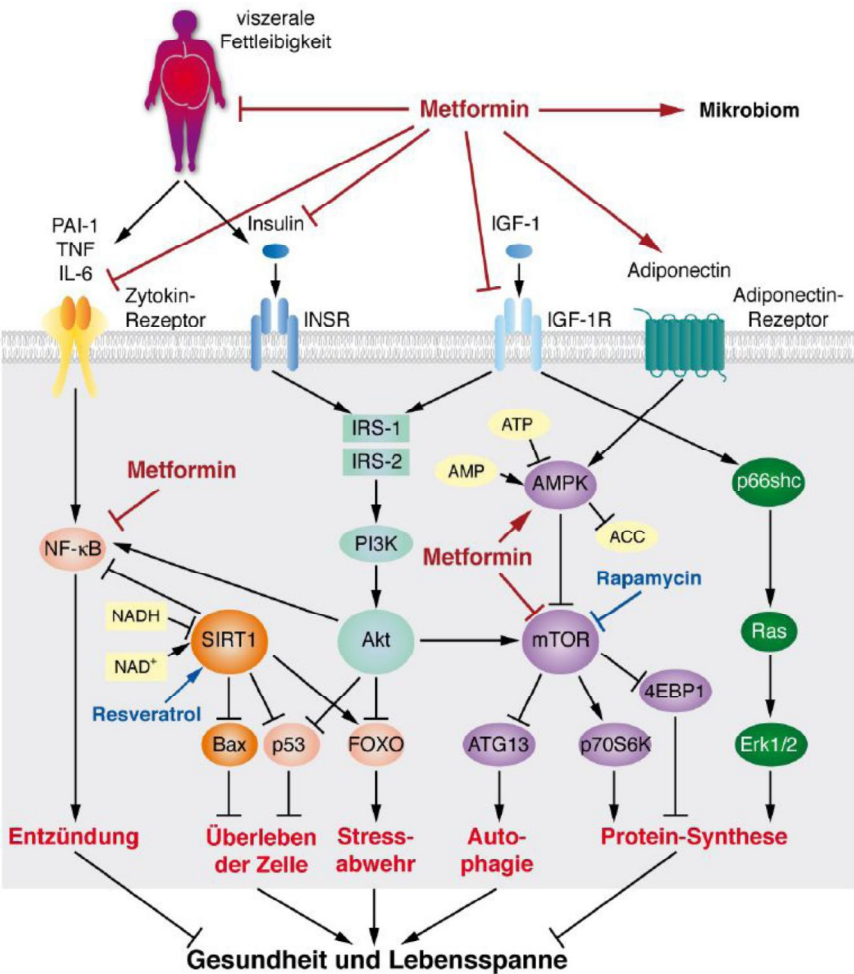 viszerale
Fettleibigkeit
Metformin
Mikrobiom
PAI-1
TNF
IL-6
Insulin
IGF-1
Adiponectin
Zytokin-
Rezeptor
INSR
IGF-1R
Adiponectin-
Rezeptor
IRS-1
IRS-2
ATP
AMP
AMPK
ACC
p66shc
Metformin
NF-κB
PI3K
Metformin
Rapamycin
NADH
NAD+
SIRT1
Akt
mTOR
Ras
4EBP1
Resveratrol
Bax
p53
FOXO
ATG13
p70S6K
Erk1/2
Entzündung
Überleben
der Zelle
Stress-
abwehr
Auto-
phagie
Protein-Synthese
Gesundheit und Lebensspanne